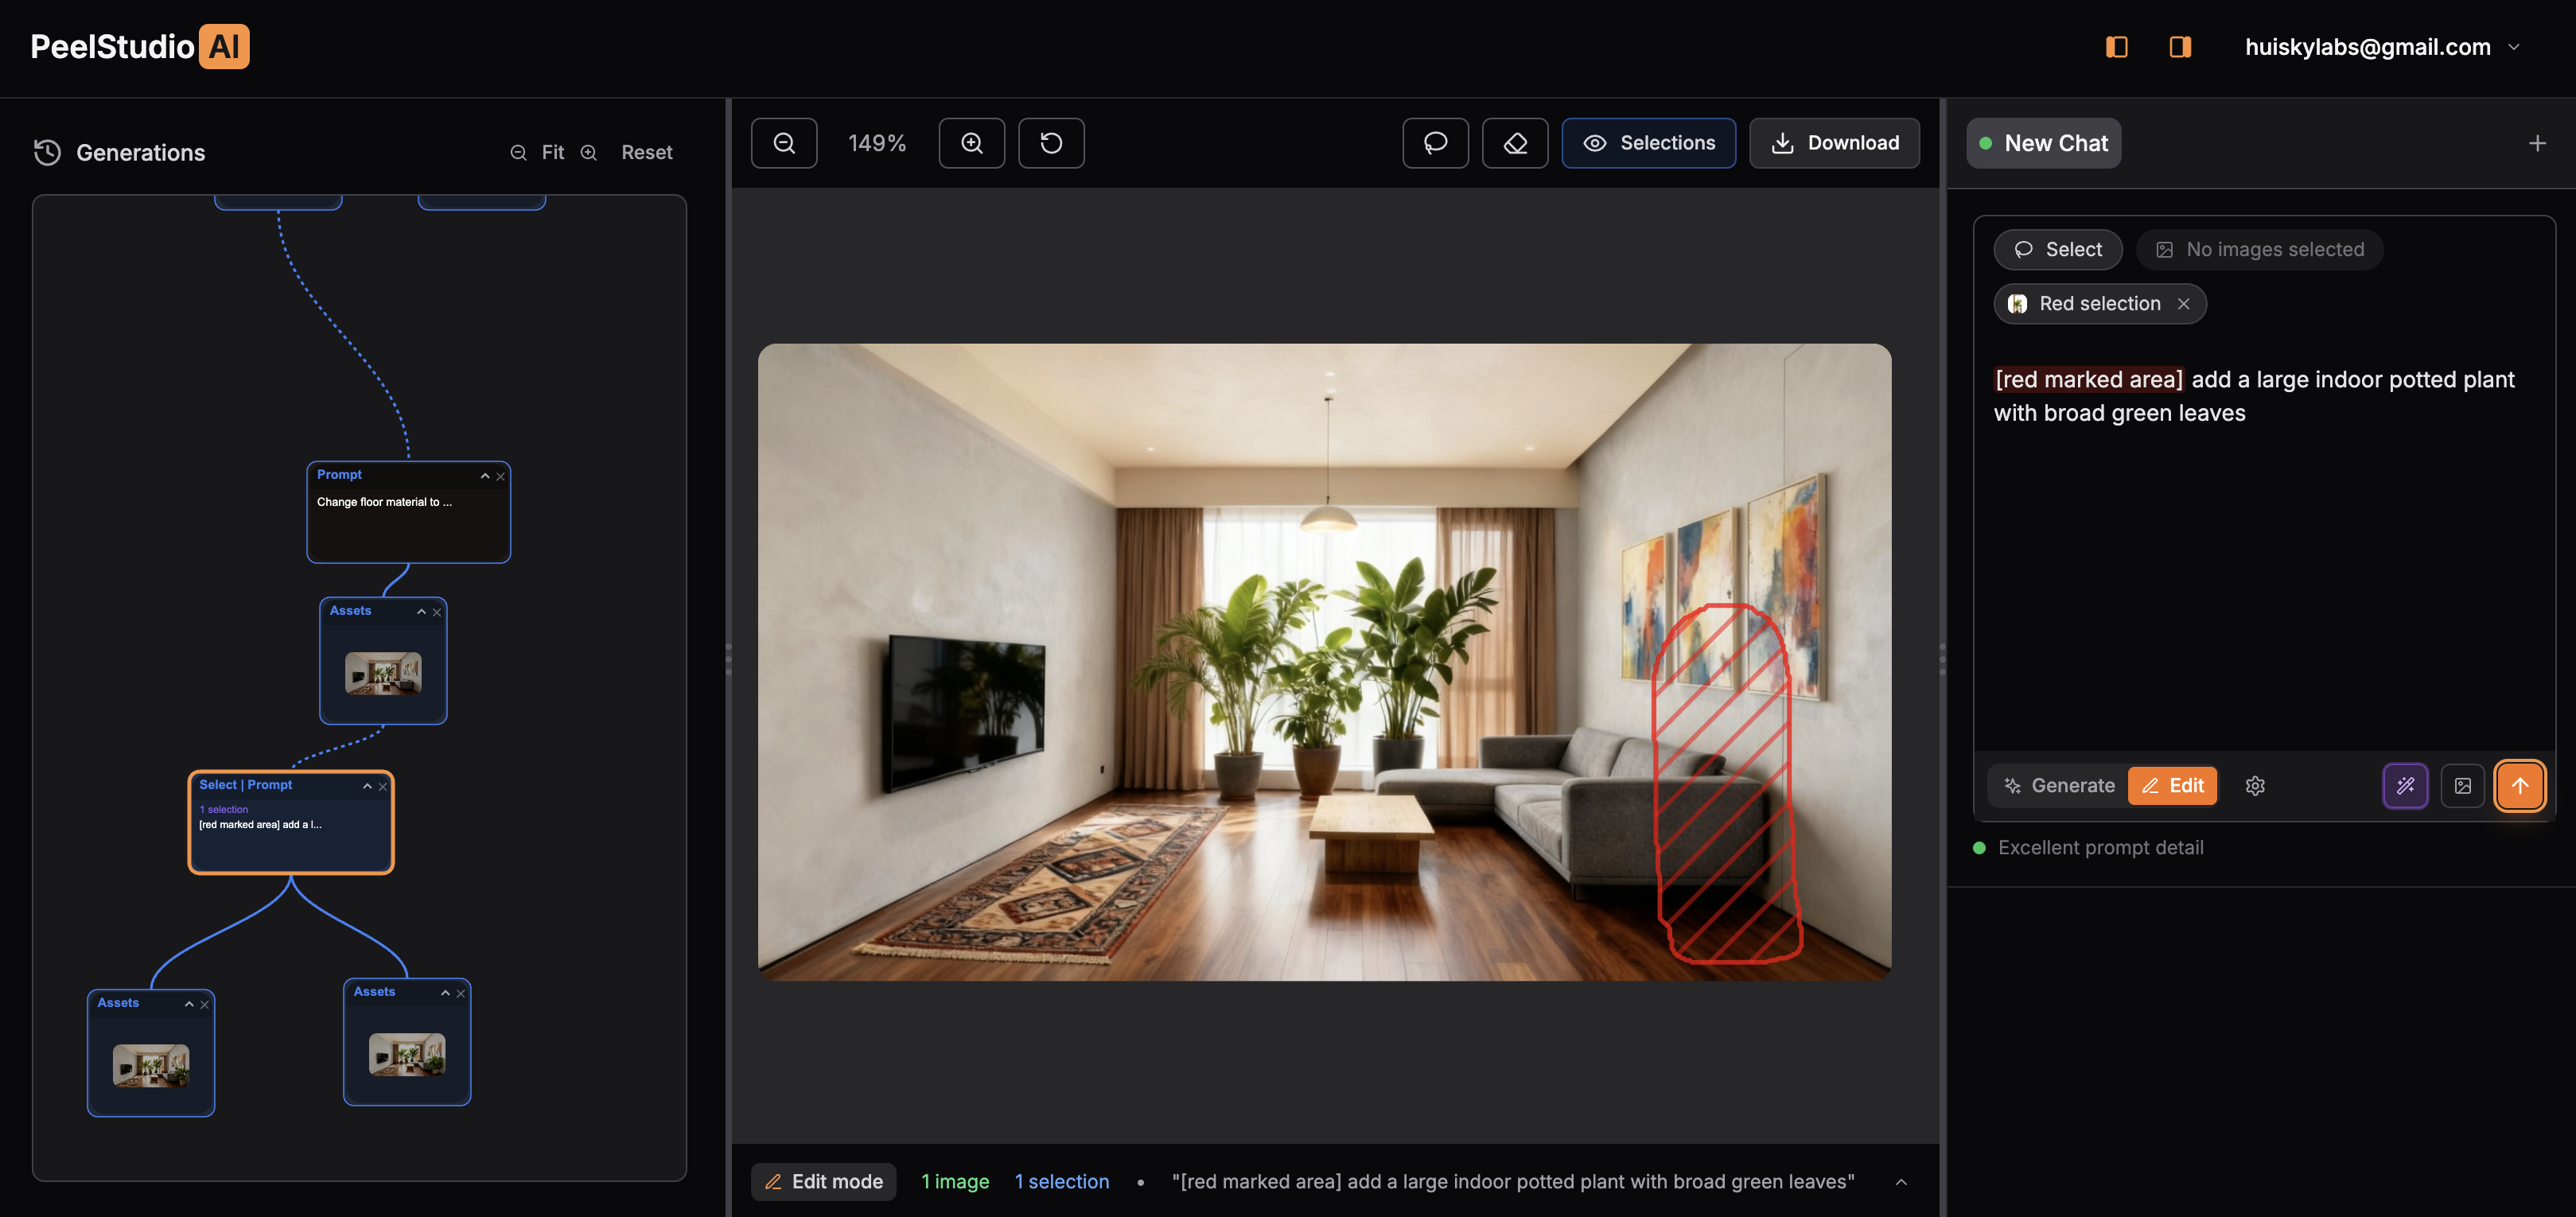 PeelStudio AI
huiskylabs@gmail.com
Generations
Fit
Reset
Prompt
Change floor material to ...
Assets
Select | Prompt
1 selection
[red marked area] add a l...
Assets
Assets
149%
Selections
Download
Edit mode
1 image
1 selection
•
"[red marked area] add a large indoor potted plant with broad green leaves"
New Chat
Select
No images selected
Red selection
[red marked area] add a large indoor potted plant
with broad green leaves
Generate
Edit
Excellent prompt detail